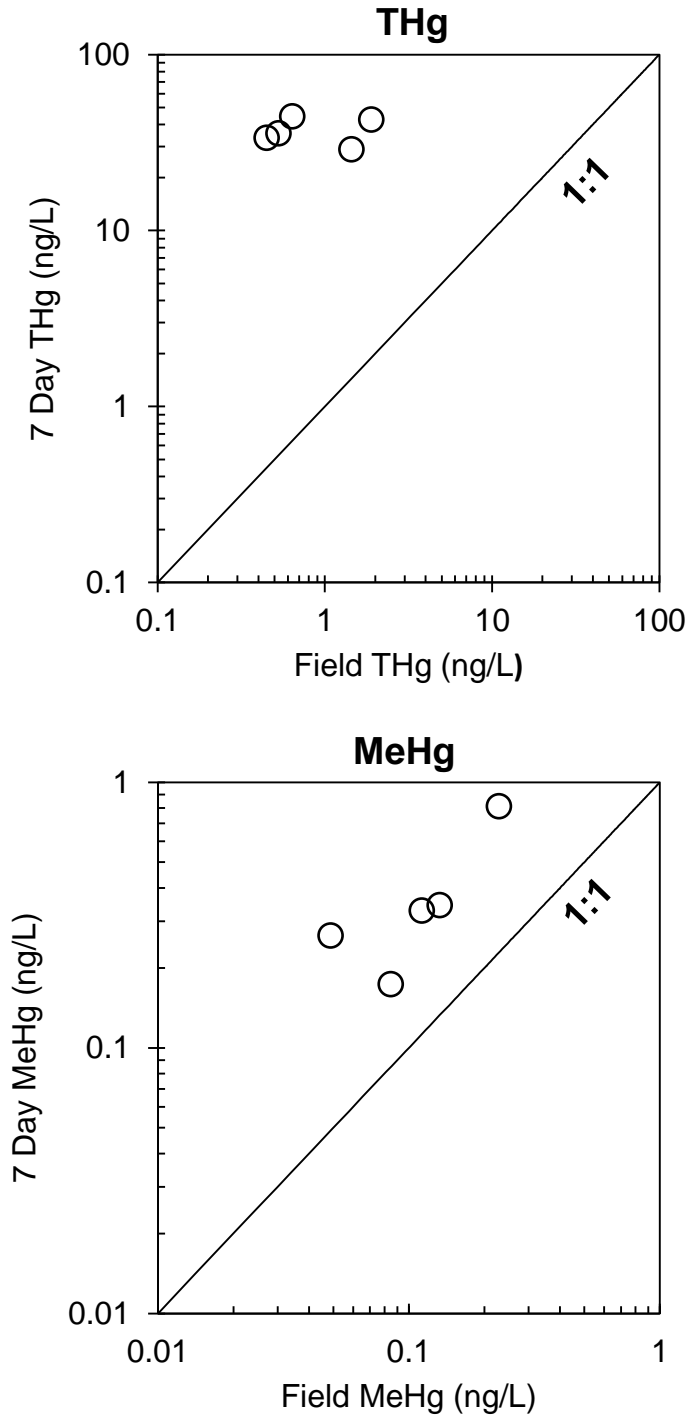 THg
100
10
1
0.1
7 Day THg (ng/L)
1:1
0.1 1 10 100
Field THg (ng/L)
MeHg
1
0.1
0.01
7 Day MeHg (ng/L)
1:1
0.01 0.1 1
Field MeHg (ng/L)